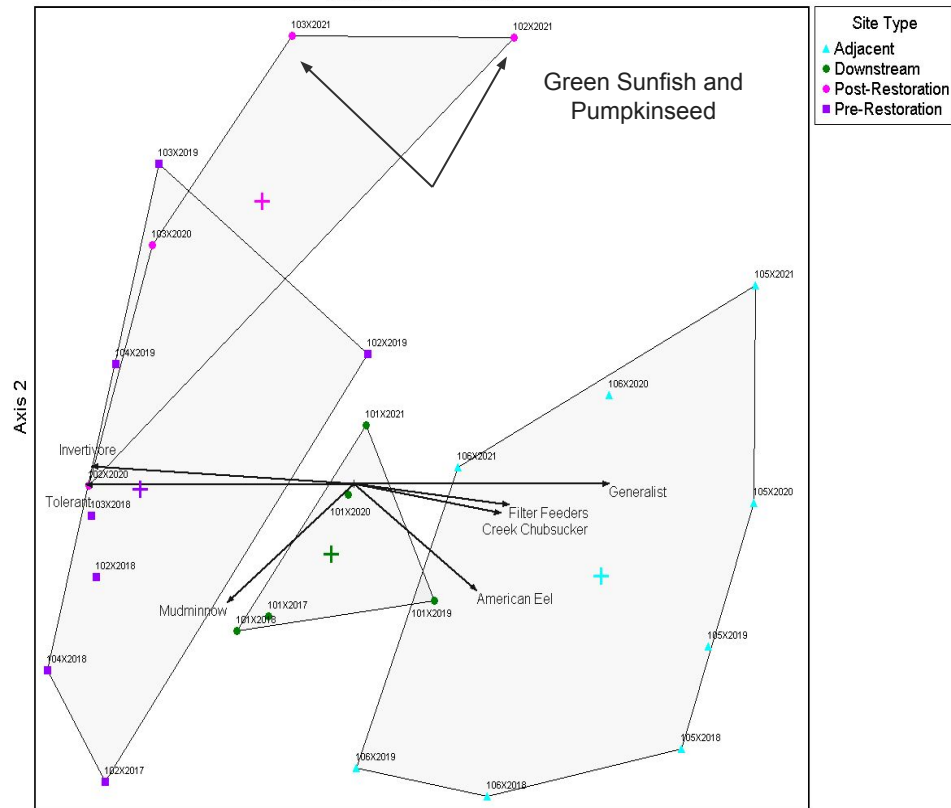 103X2021
102X2021
Green Sunfish and
Pumpkinseed
103X2019
103X2020
105X2021
104X2019
102X2019
106X2020
101X2021
106X2021
Invertivore
102X2020
Tolerant
103X2018
101X2020
Generalist
Filter Feeders
Creek Chubsucker
105X2020
102X2018
Mudminnow
101X2017
101X2018
American Eel
101X2019
105X2019
104X2018
105X2018
102X2017
106X2019
106X2018
Axis 2
Site Type
Adjacent
Downstream
Post-Restoration
Pre-Restoration